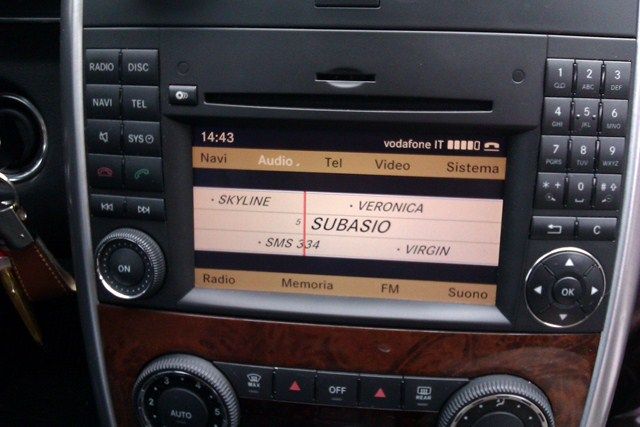 RADIO DISC
NAVI TEL
SYS
ON
14:43 vodafone IT
Navi Audio Tel Video Sistema
SKYLINE VERONICA
5 SUBASIO
SMS 334 VIRGIN
Radio Memoria FM Suono
1 2 ABC 3 DEF
4 GHI 5 JKL 6 MNO
7 PQRS 8 TUV 9 WXYZ
* 0 #
C
OK
AUTO
MAX OFF REAR